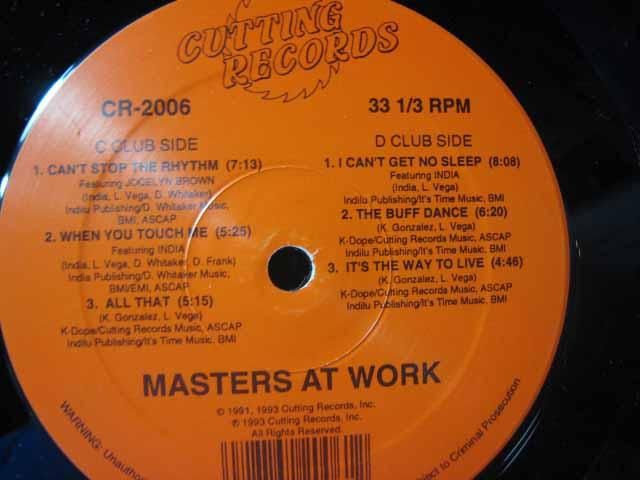 CUTTING
RECORDS
CR-2006
33 1/3 RPM
C CLUB SIDE
1. CAN'T STOP THE RHYTHM (7:13)
Featuring JOCELYN BROWN
(India, L. Vega, D. Whitaker)
Indilu Publishing/D. Whitaker Music,
BMI, ASCAP
2. WHEN YOU TOUCH ME (5:25)
Featuring INDIA
(India, L. Vega, D. Whitaker, D. Frank)
India Publishing/D. Whitaker Music,
BMI/EMI, ASCAP
3. ALL THAT (5:15)
(K. Gonzalez, L. Vega)
K-Dope/Cutting Records Music, ASCAP
Indilu Publishing/It's Time Music, BMI
D CLUB SIDE
1. I CAN'T GET NO SLEEP (8:08)
Featuring INDIA
(India, L. Vega)
Indilu Publishing/It's Time Music, BMI
2. THE BUFF DANCE (6:20)
(K. Gonzalez, L. Vega)
K-Dope/Cutting Records Music, ASCAP
Indilu Publishing/It's Time Music, BMI
3. IT'S THE WAY TO LIVE (4:46)
(K. Gonzalez, L. Vega)
K-Dope/Cutting Records Music, ASCAP
Indilu Publishing/It's Time Music, BMI
MASTERS AT WORK
© 1991, 1993 Cutting Records, Inc.
℗ 1993 Cutting Records, Inc.
All Rights Reserved.
WARNING:
to Criminal Prosecution